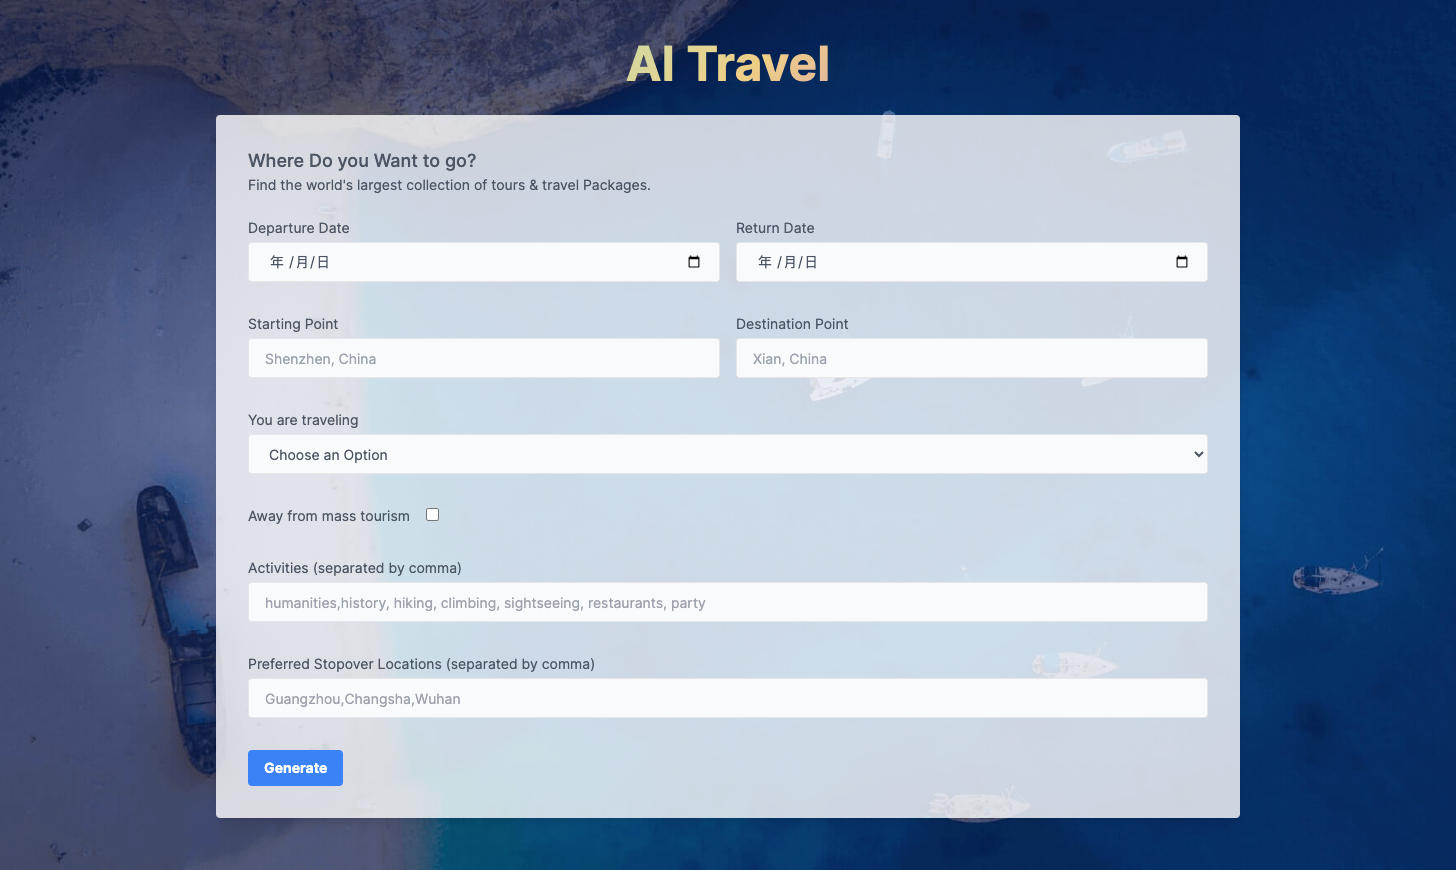 AI Travel
Where Do you Want to go?
Find the world's largest collection of tours & travel Packages.
Departure Date
Return Date
年 /月/日
年 /月/日
Starting Point
Destination Point
Shenzhen, China
Xian, China
You are traveling
Choose an Option
Away from mass tourism
Activities (separated by comma)
humanities,history, hiking, climbing, sightseeing, restaurants, party
Preferred Stopover Locations (separated by comma)
Guangzhou,Changsha,Wuhan
Generate